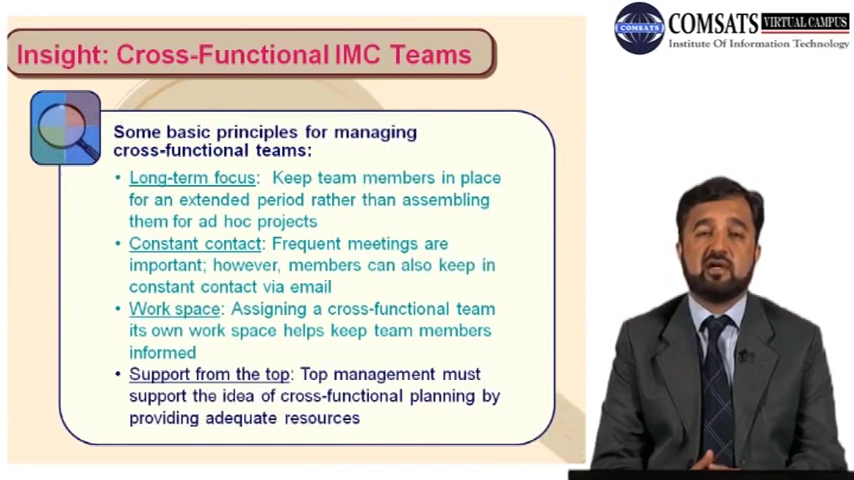 Insight: Cross-Functional IMC Teams
COMSATS VIRTUAL CAMPUS
COMSATS
Institute Of Information Technology
Some basic principles for managing
cross-functional teams:
• Long-term focus: Keep team members in place
for an extended period rather than assembling
them for ad hoc projects
• Constant contact: Frequent meetings are
important; however, members can also keep in
constant contact via email
• Work space: Assigning a cross-functional team
its own work space helps keep team members
informed
• Support from the top: Top management must
support the idea of cross-functional planning by
providing adequate resources